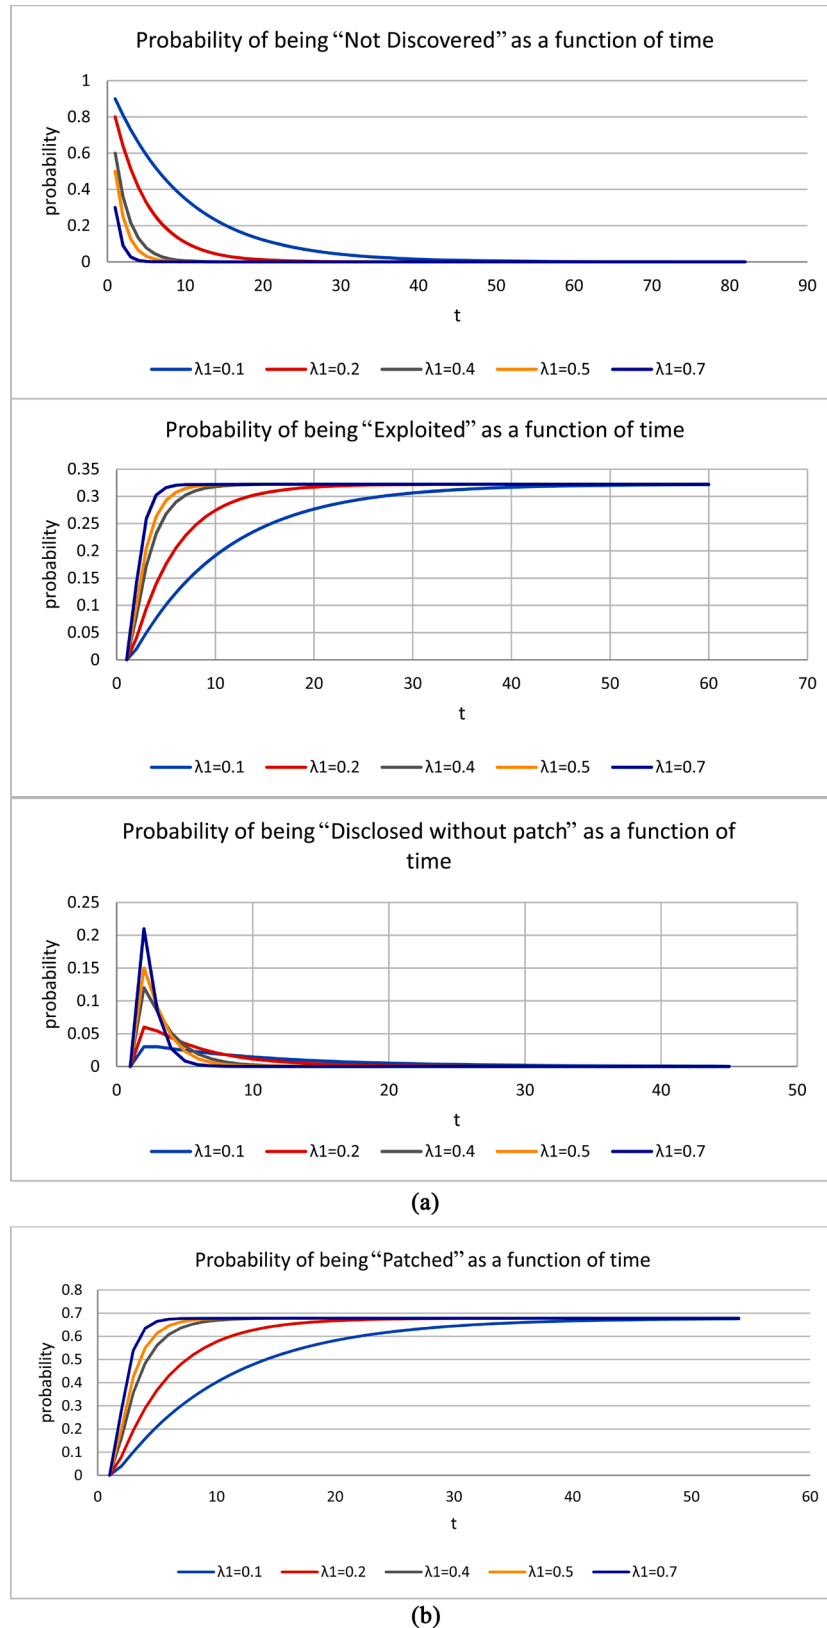 Probability of being “Not Discovered” as a function of time
1
0.8
0.6
0.4
0.2
0
probability
0 10 20 30 40 50 60 70 80 90
t
λ1=0.1 λ1=0.2 λ1=0.4 λ1=0.5 λ1=0.7
Probability of being “Exploited” as a function of time
0.35
0.3
0.25
0.2
0.15
0.1
0.05
0
probability
0 10 20 30 40 50 60 70
t
λ1=0.1 λ1=0.2 λ1=0.4 λ1=0.5 λ1=0.7
Probability of being “Disclosed without patch” as a function of
time
0.25
0.2
0.15
0.1
0.05
0
probability
0 10 20 30 40 50
t
λ1=0.1 λ1=0.2 λ1=0.4 λ1=0.5 λ1=0.7
(a)
Probability of being “Patched” as a function of time
0.8
0.7
0.6
0.5
0.4
0.3
0.2
0.1
0
probability
0 10 20 30 40 50 60
t
λ1=0.1 λ1=0.2 λ1=0.4 λ1=0.5 λ1=0.7
(b)